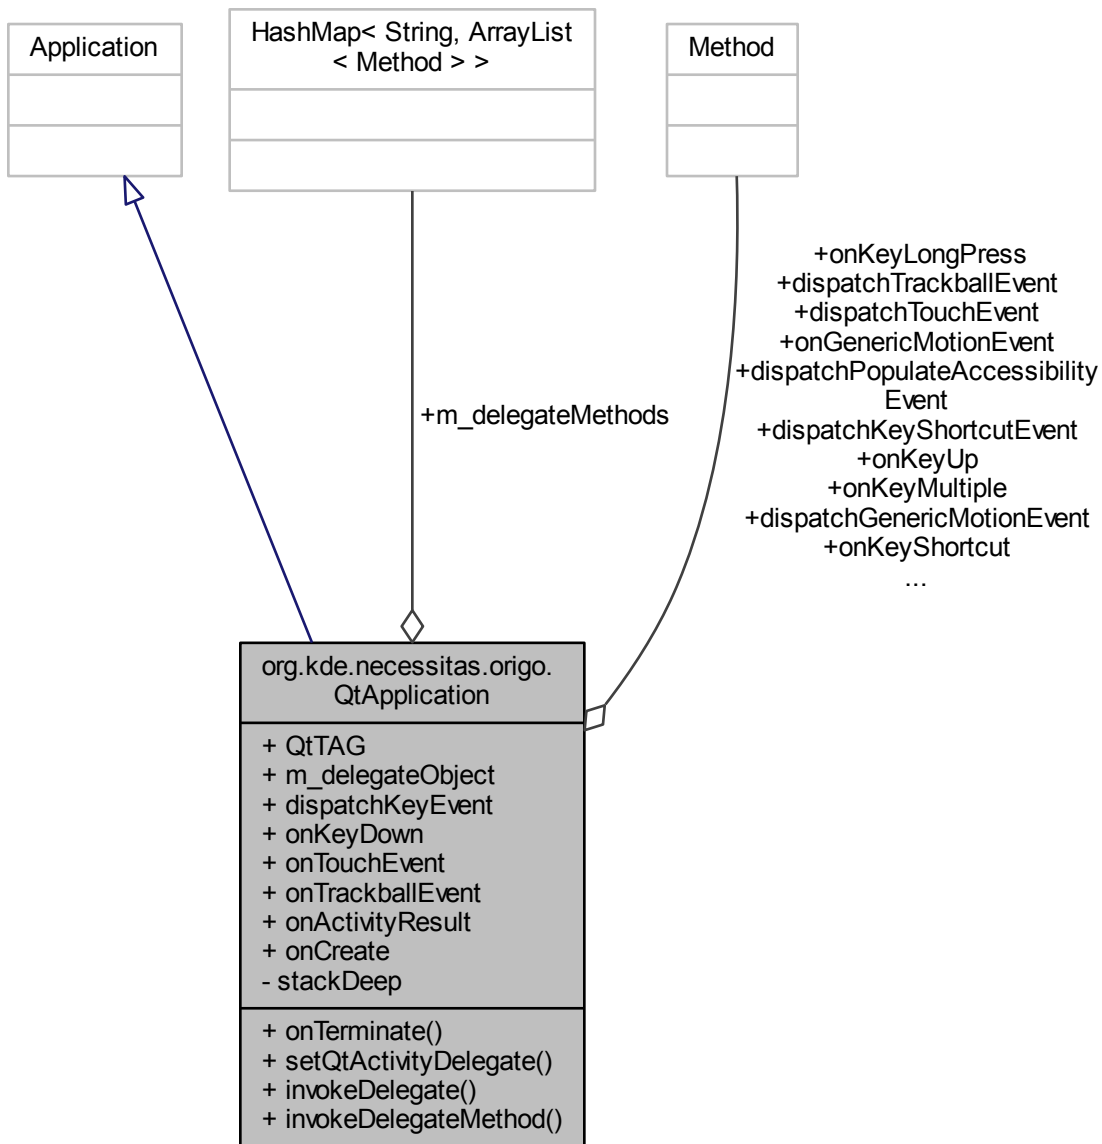 Application
HashMap< String, ArrayList
< Method > >
Method
+onKeyLongPress
+dispatchTrackballEvent
+dispatchTouchEvent
+onGenericMotionEvent
+dispatchPopulateAccessibility
Event
+dispatchKeyShortcutEvent
+onKeyUp
+onKeyMultiple
+dispatchGenericMotionEvent
+onKeyShortcut
...
+m_delegateMethods
org.kde.necessitas.origo.
QtApplication
+ QtTAG
+ m_delegateObject
+ dispatchKeyEvent
+ onKeyDown
+ onTouchEvent
+ onTrackballEvent
+ onActivityResult
+ onCreate
- stackDeep
+ onTerminate()
+ setQtActivityDelegate()
+ invokeDelegate()
+ invokeDelegateMethod()